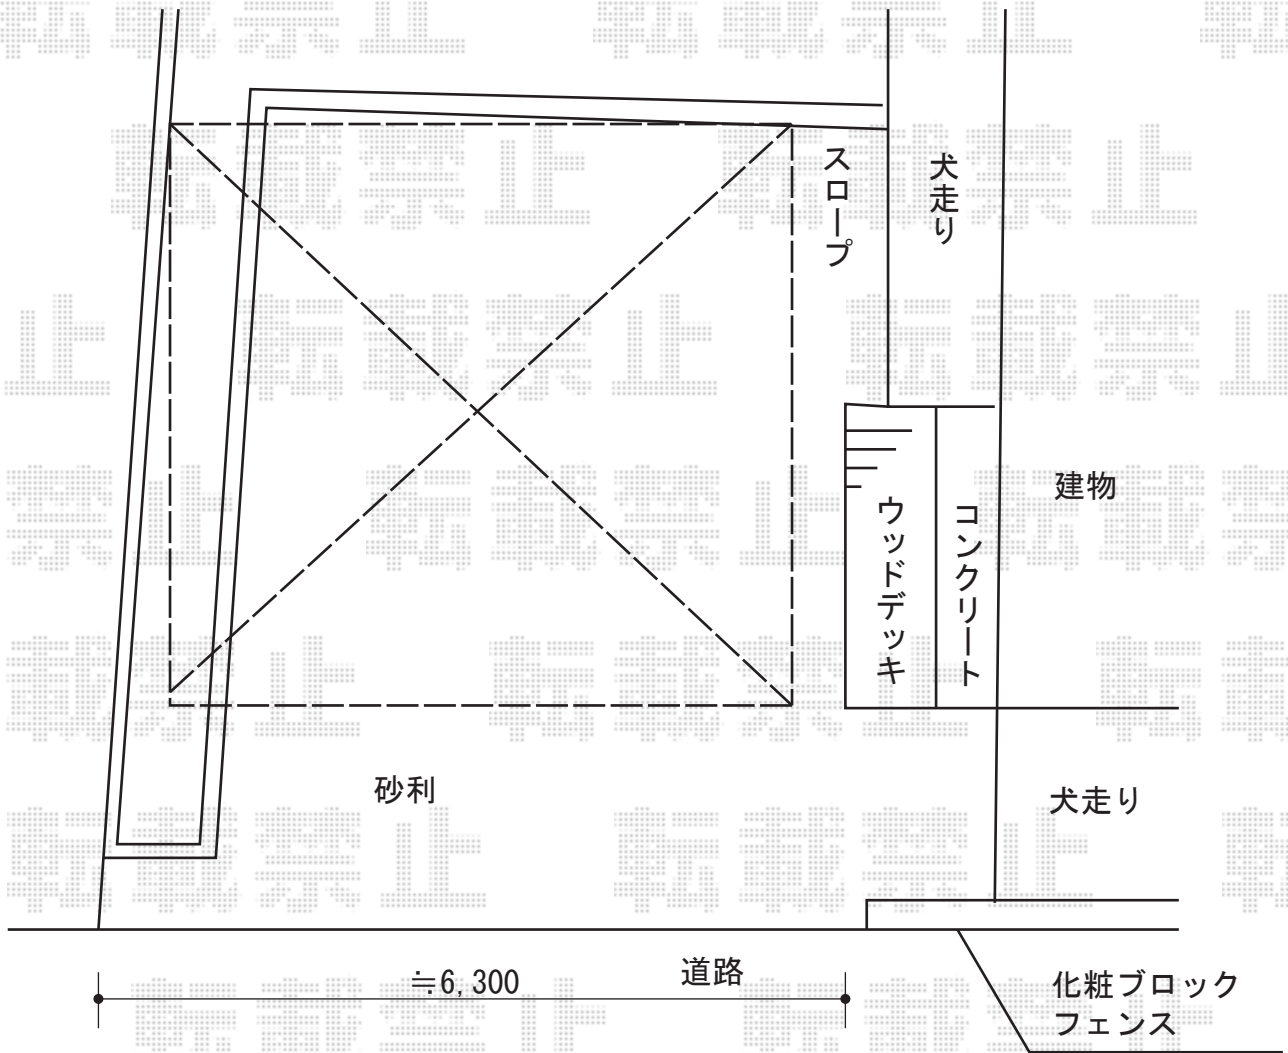 スロープ
犬走り
建物
ウッドデッキ
コンクリート
砂利
犬走り
≒6,300
道路
化粧ブロック
フェンス
転載禁止